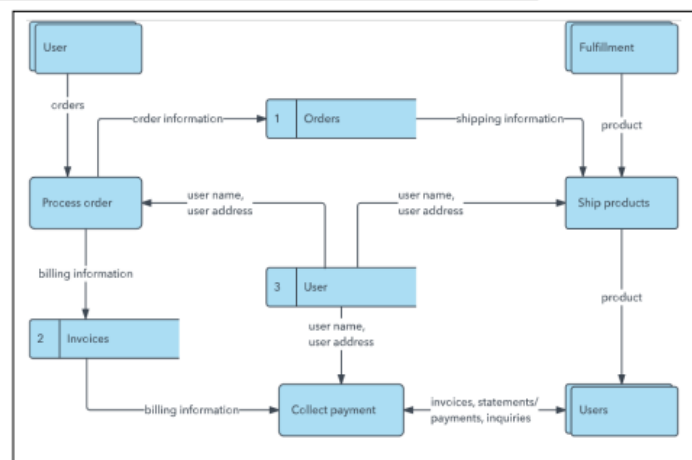 User
Fulfillment
orders
order information
1 Orders
shipping information
product
Process order
user name,
user address
user name,
user address
Ship products
billing information
3 User
product
2 Invoices
user name,
user address
billing information
Collect payment
invoices, statements/
payments, inquiries
Users